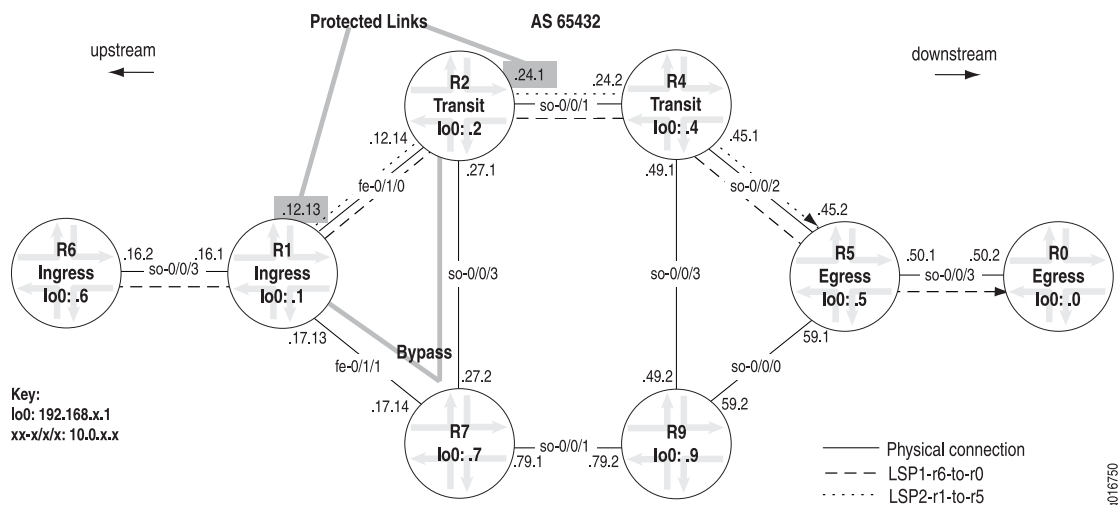 Protected Links
AS 65432
upstream
downstream
.24.1
.24.2
R2
Transit
lo0: .2
so-0/0/1
R4
Transit
lo0: .4
.12.14
.27.1
.49.1
.45.1
fe-0/1/0
so-0/0/2
.12.13
.45.2
R6
Ingress
lo0: .6
.16.2
so-0/0/3
.16.1
R1
Ingress
lo0: .1
so-0/0/3
so-0/0/3
R5
Egress
lo0: .5
.50.1
so-0/0/3
.50.2
R0
Egress
lo0: .0
.17.13
59.1
Bypass
fe-0/1/1
so-0/0/0
.27.2
.49.2
59.2
.17.14
R7
lo0: .7
.79.1
so-0/0/1
.79.2
R9
lo0: .9
Key:
lo0: 192.168.x.1
xx-x/x/x: 10.0.x.x
Physical connection
LSP1-r6-to-r0
LSP2-r1-to-r5
g016750